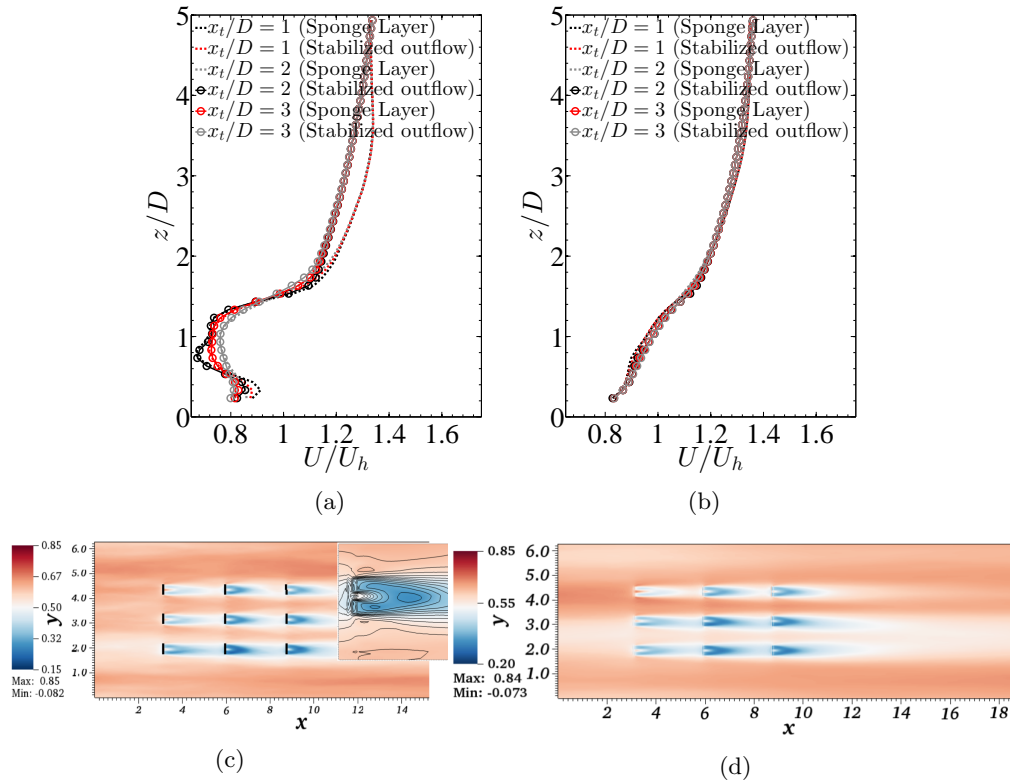 5
4
3
2
1
0
z/D
x_t/D = 1 (Sponge Layer)
x_t/D = 1 (Stabilized outflow)
x_t/D = 2 (Sponge Layer)
x_t/D = 2 (Stabilized outflow)
x_t/D = 3 (Sponge Layer)
x_t/D = 3 (Stabilized outflow)
0.8 1 1.2 1.4 1.6
U/U_h
(a)
5
4
3
2
1
0
z/D
x_t/D = 1 (Sponge Layer)
x_t/D = 1 (Stabilized outflow)
x_t/D = 2 (Sponge Layer)
x_t/D = 2 (Stabilized outflow)
x_t/D = 3 (Sponge Layer)
x_t/D = 3 (Stabilized outflow)
0.8 1 1.2 1.4 1.6
U/U_h
(b)
0.85
0.67
0.50
0.32
0.15
Max: 0.85
Min: -0.082
y
6.0
5.0
4.0
3.0
2.0
1.0
2 4 6 8 10 12 14
x
(c)
0.85
0.55
0.20
Max: 0.84
Min: -0.073
y
6.0
5.0
4.0
3.0
2.0
1.0
2 4 6 8 10 12 14 16 18
x
(d)